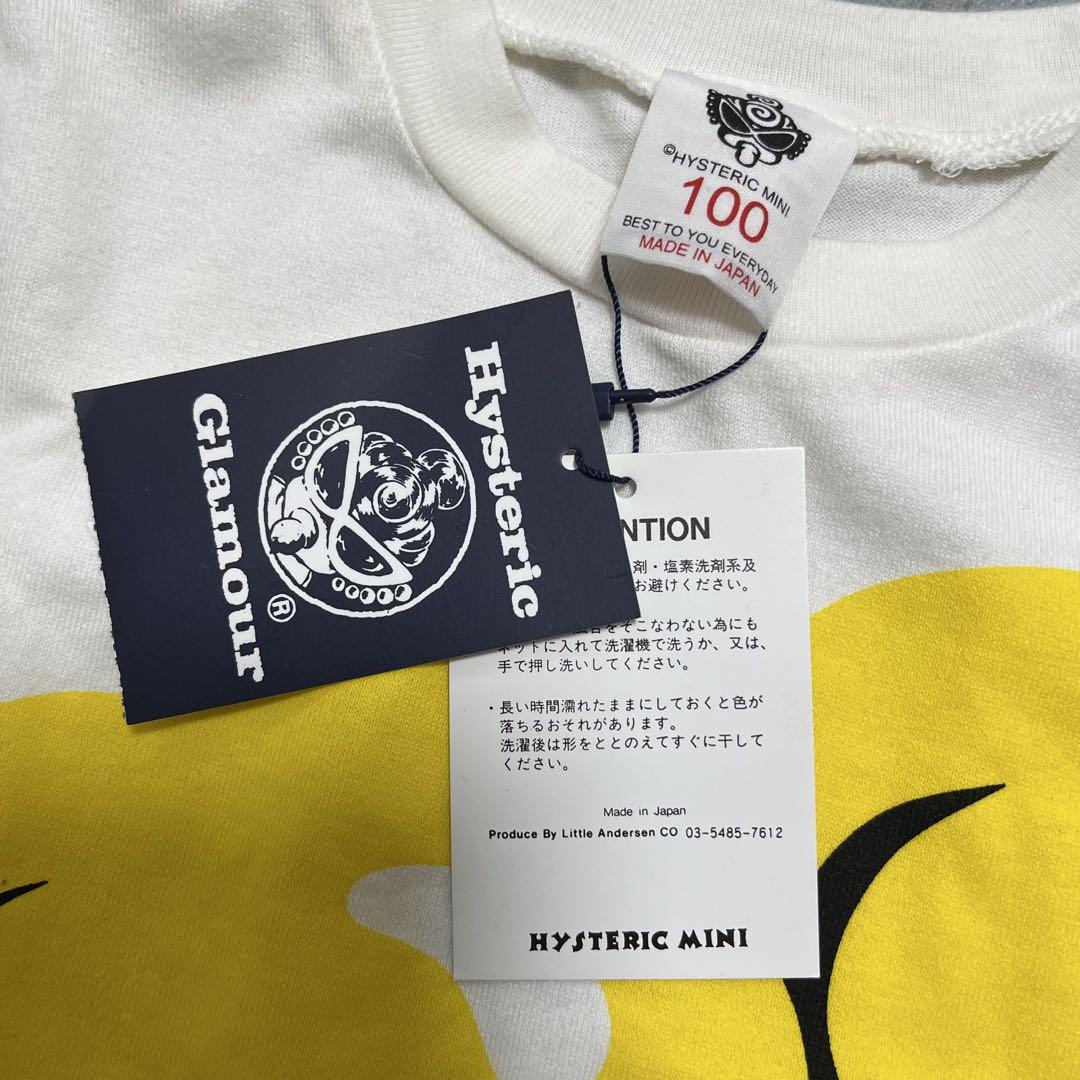 ©HYSTERIC MINI
100
BEST TO YOU EVERYDAY
MADE IN JAPAN
Hysteric
Glamour
®
NTION
剤・塩素洗剤系及
お避けください。
をそこなわない為にも
ネットに入れて洗濯機で洗うか、又は、
手で押し洗いしてください。
・長い時間濡れたままにしておくと色が
落ちるおそれがあります。
洗濯後は形をととのえてすぐに干して
ください。
Made in Japan
Produce By Little Andersen CO 03-5485-7612
HYSTERIC MINI